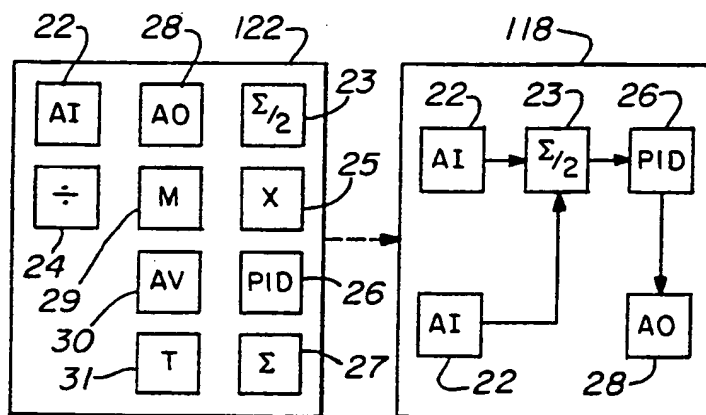 22 28 122 118
23 22 23 26
AI AO Σ/2
AI Σ/2 PID
25
÷ M X
24
29
AV PID 26
AI AO
30
T Σ
31 27 22 28